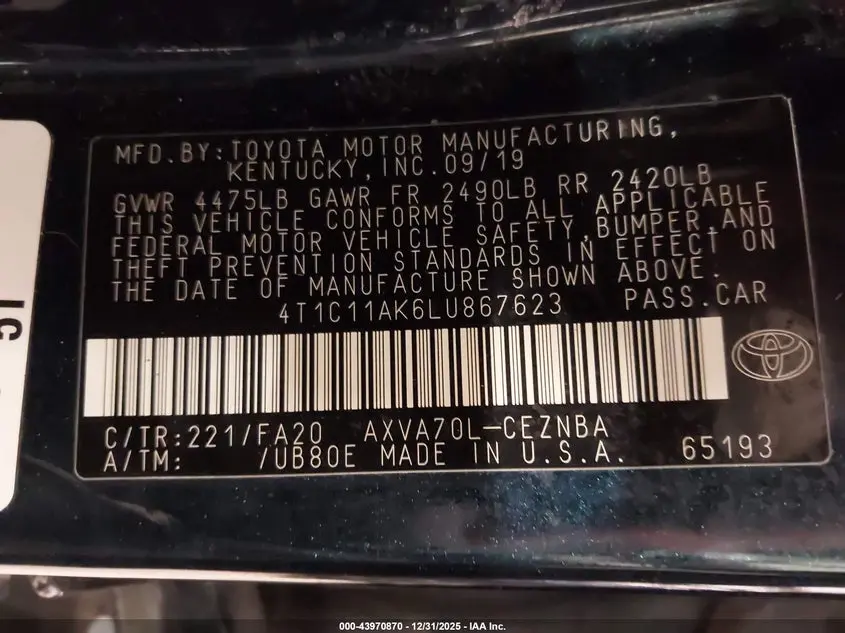 MFD.BY:TOYOTA MOTOR MANUFACTURING,
KENTUCKY,INC.09/19
GVWR 4475LB GAWR FR 2490LB RR 2420LB
THIS VEHICLE CONFORMS TO ALL APPLICABLE
FEDERAL MOTOR VEHICLE SAFETY,BUMPER,AND
THEFT PREVENTION STANDARDS IN EFFECT ON
THE DATE OF MANUFACTURE SHOWN ABOVE.
4T1C11AK6LU867623 PASS.CAR
C/TR:221/FA20 AXVA70L-CEZNBA
A/TM: /UB80E MADE IN U.S.A. 65193
000-43970870 - 12/31/2025 - IAA Inc.